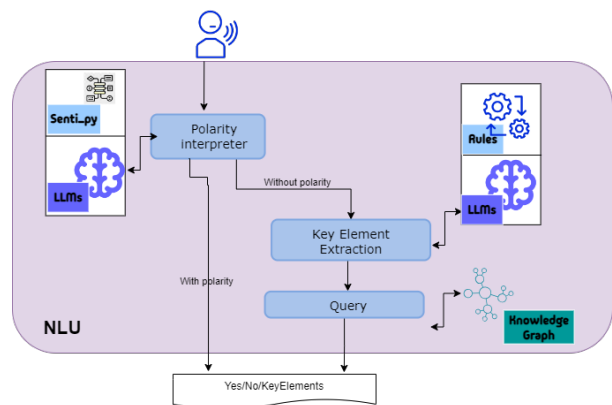 Senti_py
LLMs
Polarity
interpreter
Rules
LLMs
Without polarity
Key Element
Extraction
With polarity
Query
NLU
Knowledge
Graph
Yes/No/KeyElements